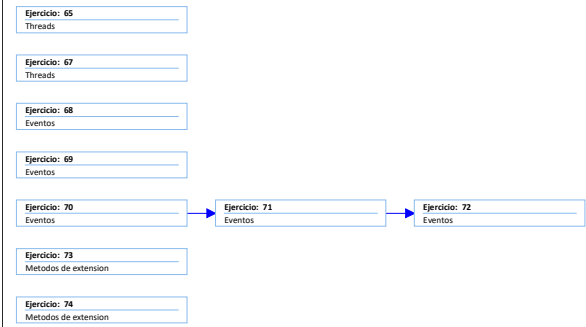 Ejercicio: 65
Threads
Ejercicio: 67
Threads
Ejercicio: 68
Eventos
Ejercicio: 69
Eventos
Ejercicio: 70
Eventos
Ejercicio: 71
Eventos
Ejercicio: 72
Eventos
Ejercicio: 73
Metodos de extension
Ejercicio: 74
Metodos de extension